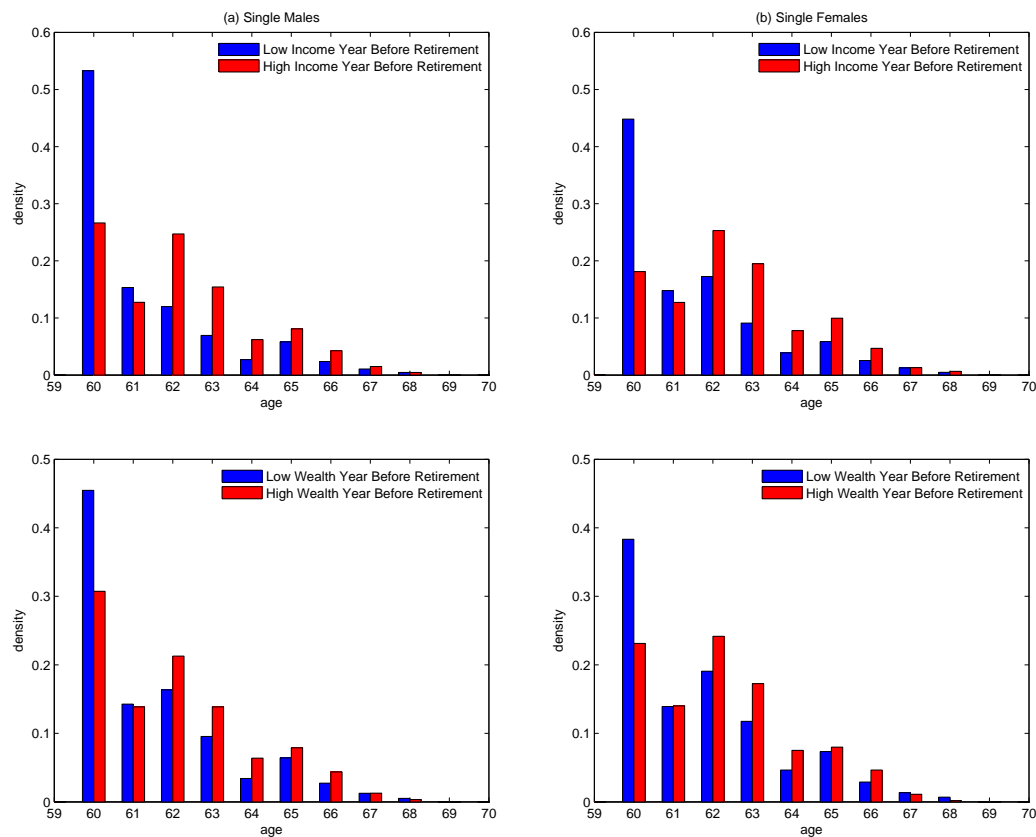 (a) Single Males
0.6
0.5
0.4
0.3
0.2
0.1
0
density
Low Income Year Before Retirement
High Income Year Before Retirement
59 60 61 62 63 64 65 66 67 68 69 70
age
(b) Single Females
0.6
0.5
0.4
0.3
0.2
0.1
0
density
Low Income Year Before Retirement
High Income Year Before Retirement
59 60 61 62 63 64 65 66 67 68 69 70
age
0.5
0.4
0.3
0.2
0.1
0
density
Low Wealth Year Before Retirement
High Wealth Year Before Retirement
59 60 61 62 63 64 65 66 67 68 69 70
age
0.5
0.4
0.3
0.2
0.1
0
density
Low Wealth Year Before Retirement
High Wealth Year Before Retirement
59 60 61 62 63 64 65 66 67 68 69 70
age